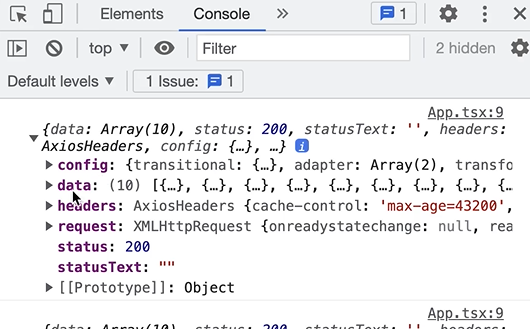 Elements Console » 1
top ▼ Filter 2 hidden
Default levels ▼ 1 Issue: 1
App.tsx:9
{data: Array(10), status: 200, statusText: '', headers:
AxiosHeaders, config: {…}, …} i
config: {transitional: {…}, adapter: Array(2), transfo
data: (10) [{…}, {…}, {…}, {…}, {…}, {…}, {…},
headers: AxiosHeaders {cache-control: 'max-age=43200',
request: XMLHttpRequest {onreadystatechange: null, rea
status: 200
statusText: ""
[[Prototype]]: Object
App.tsx:9
{data: Array(10), status: 200, statusText: '', headers: